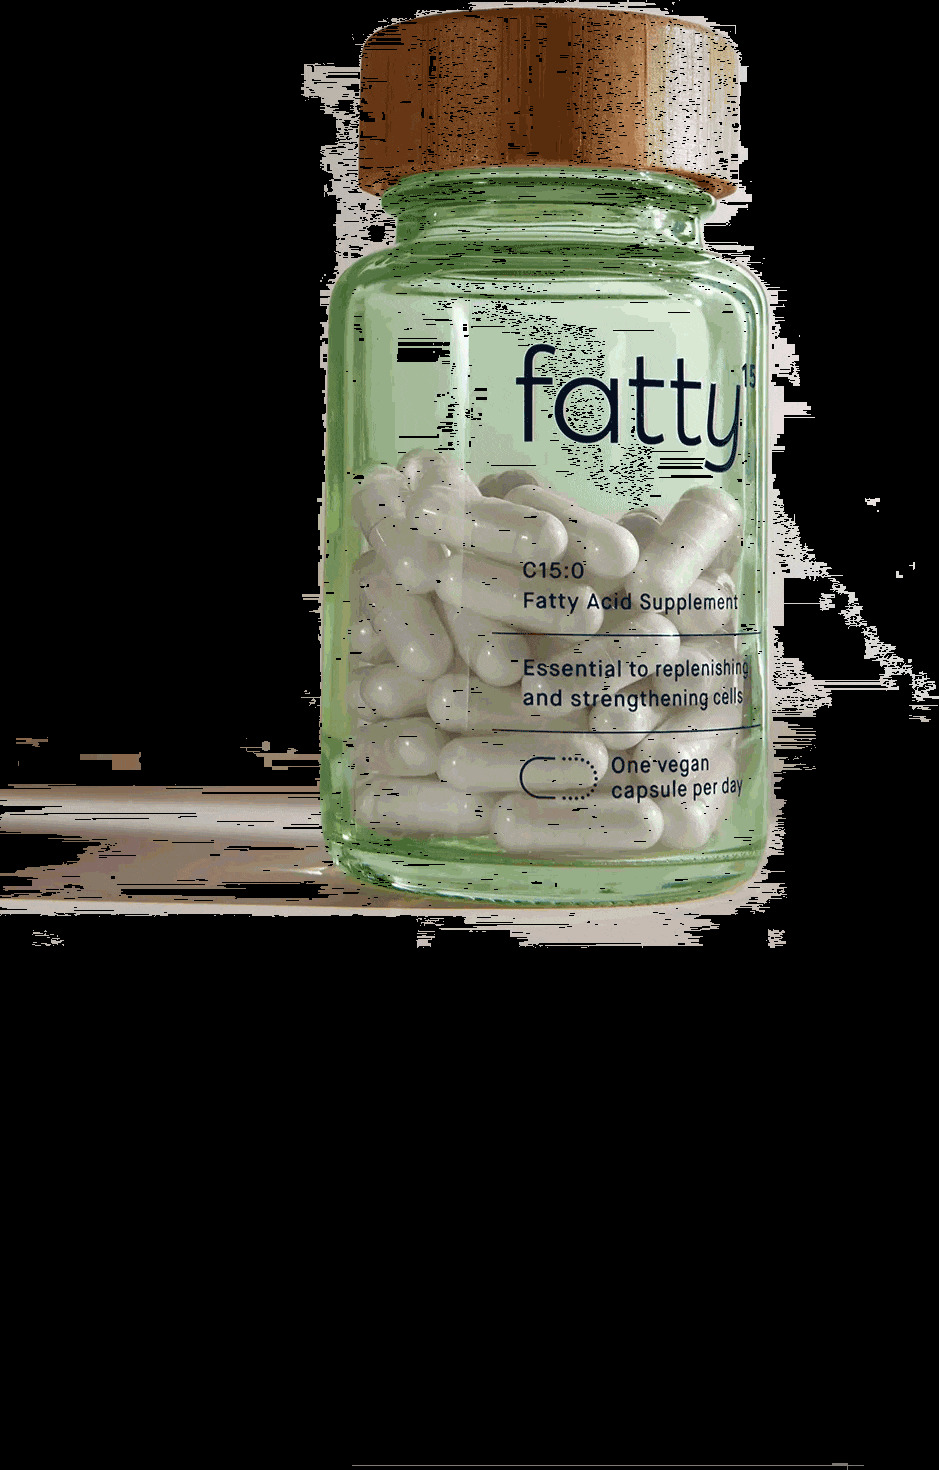 fatty15
C15:0
Fatty Acid Supplement
Essential to replenishing
and strengthening cells
One vegan
capsule per day